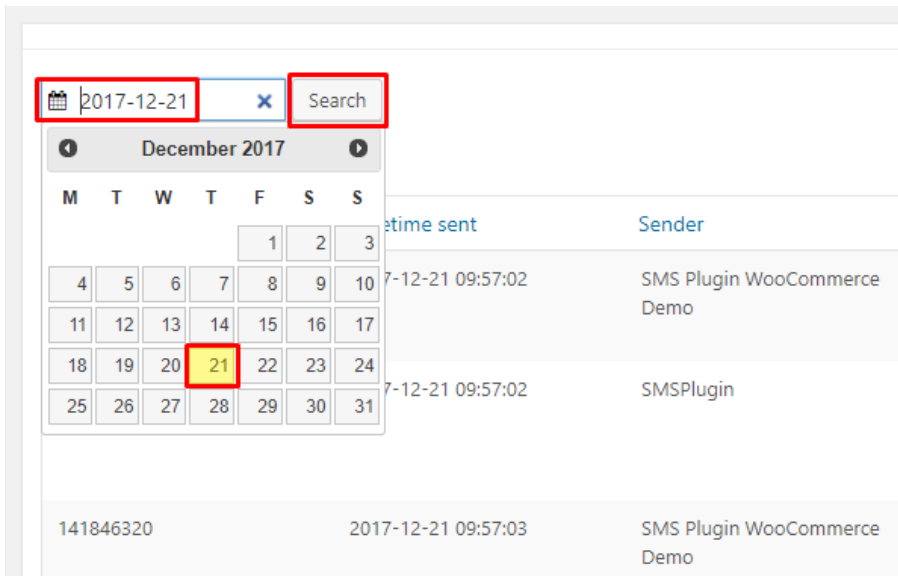 2017-12-21
Search
December 2017
M T W T F S S
1 2 3
4 5 6 7 8 9 10
11 12 13 14 15 16 17
18 19 20 21 22 23 24
25 26 27 28 29 30 31
etime sent Sender
7-12-21 09:57:02 SMS Plugin WooCommerce
Demo
7-12-21 09:57:02 SMSPlugin
141846320 2017-12-21 09:57:03 SMS Plugin WooCommerce
Demo